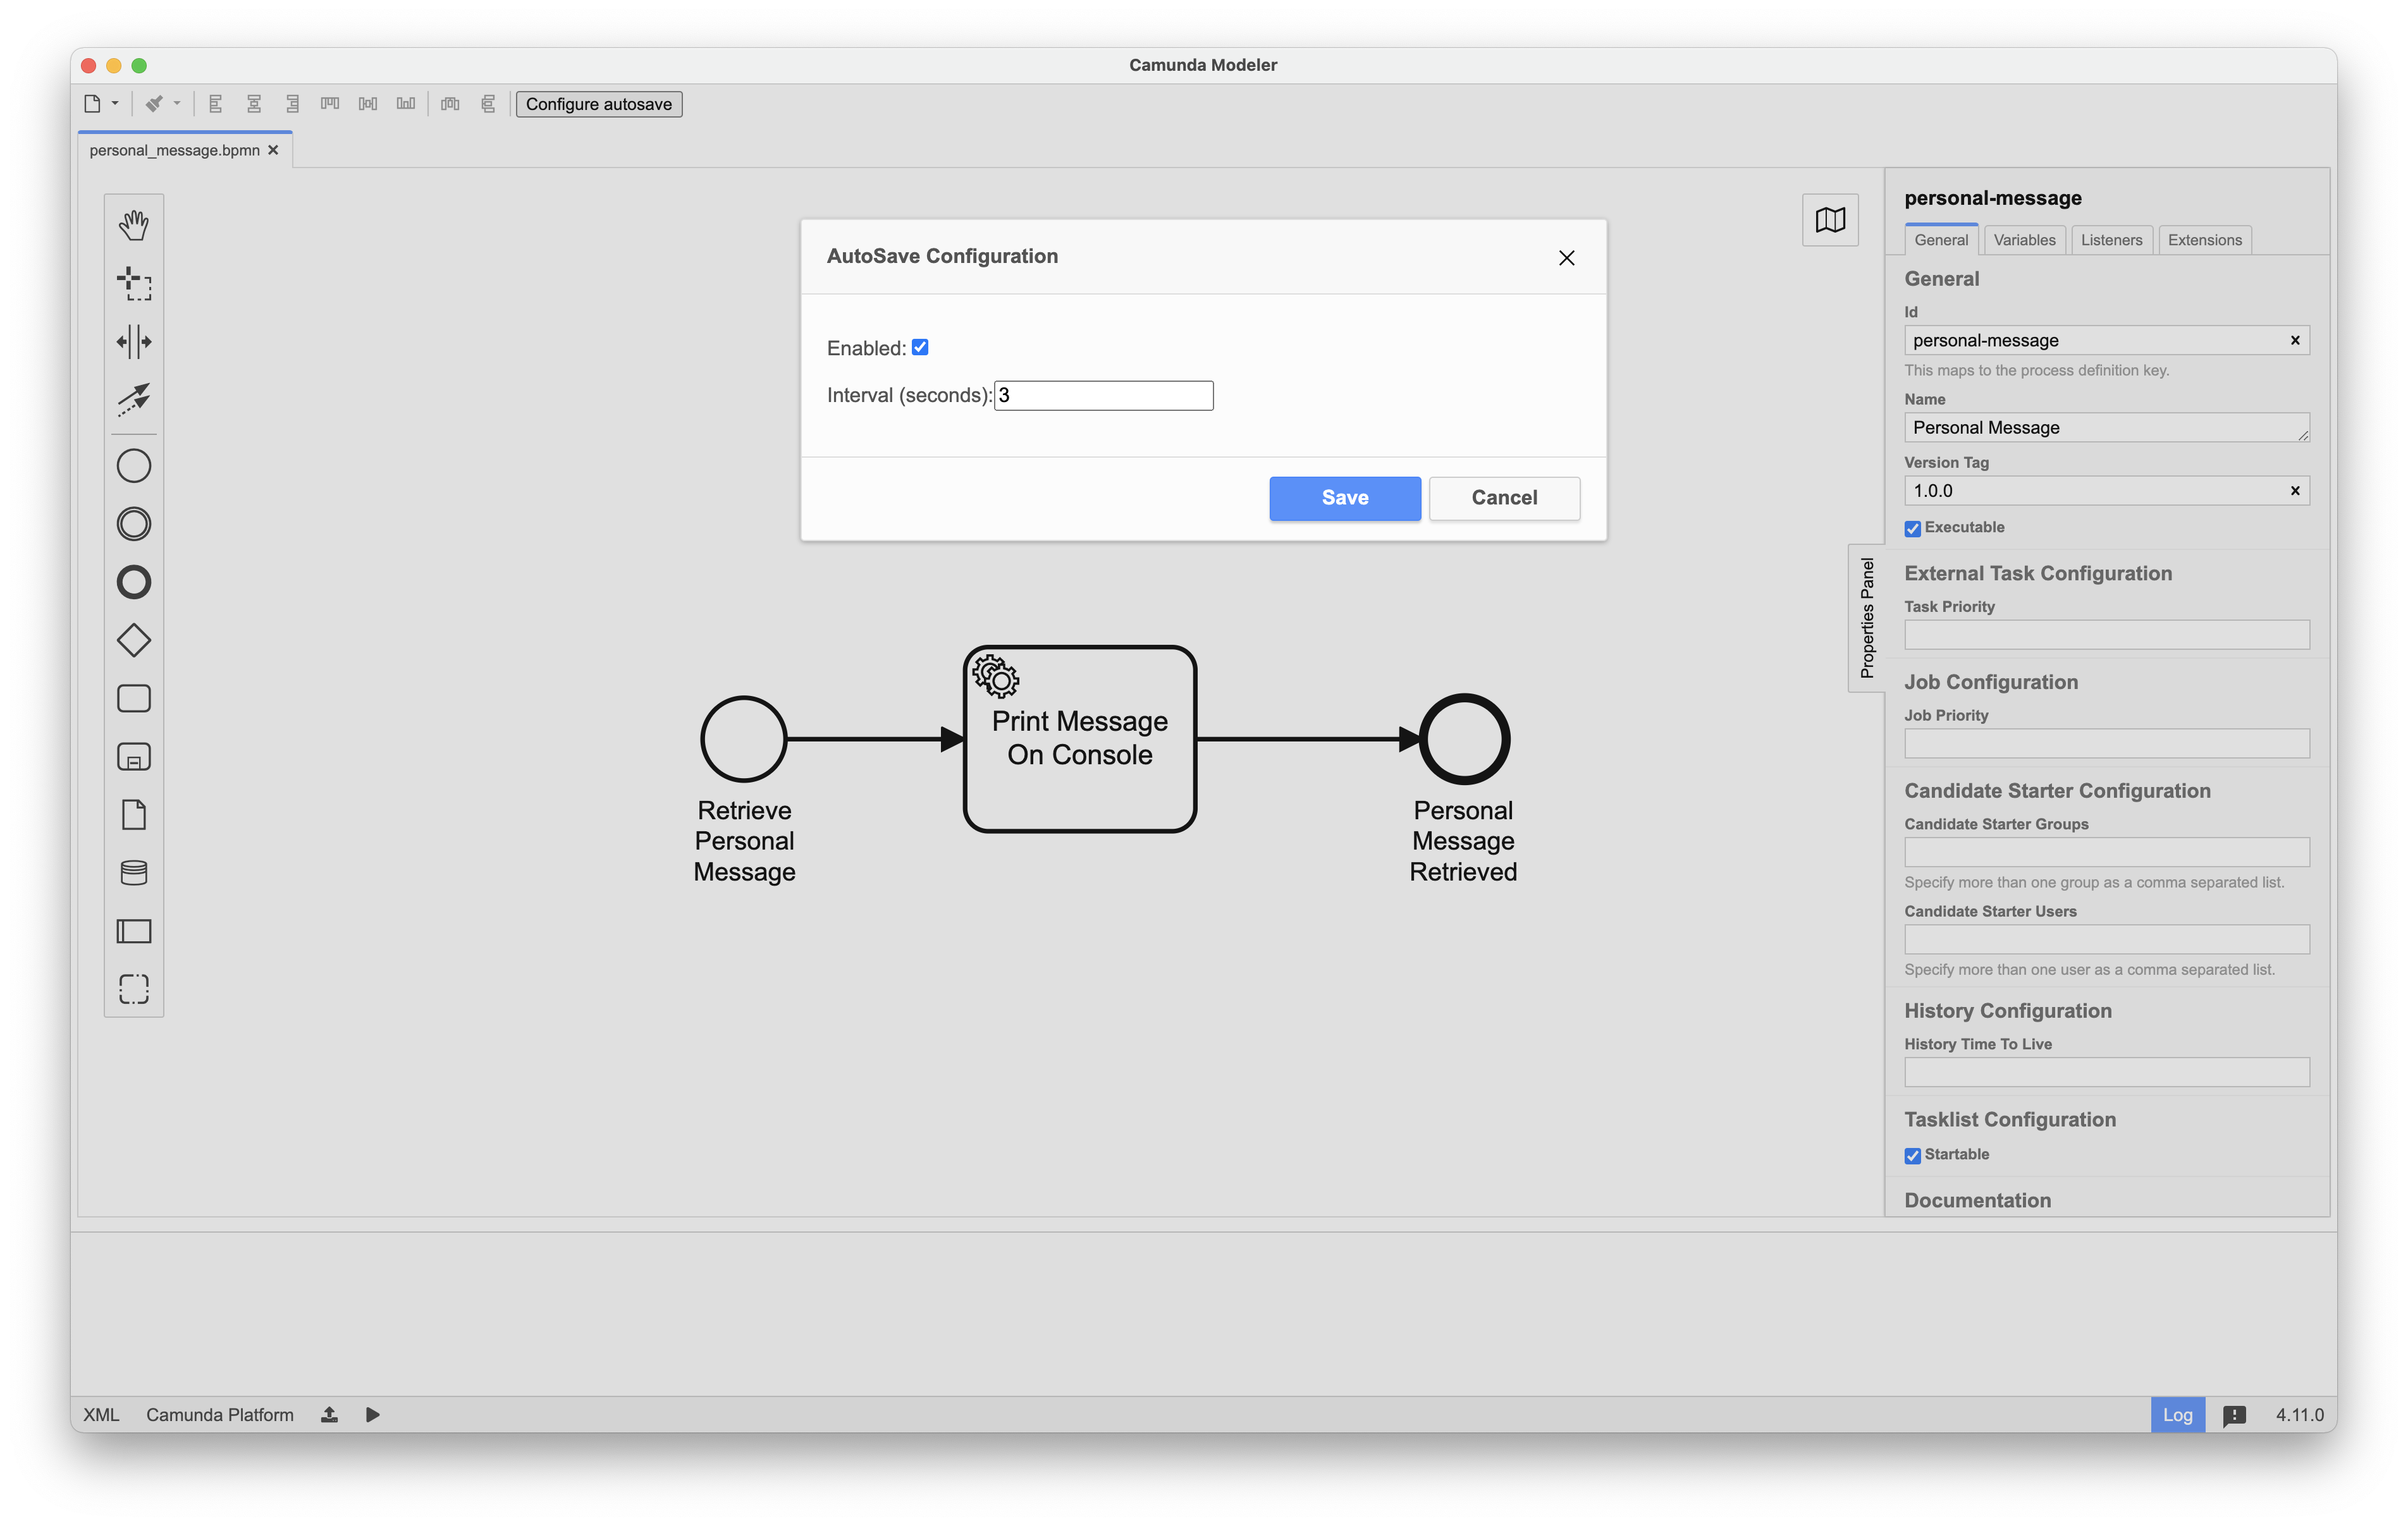 Camunda Modeler
Configure autosave
personal_message.bpmn
AutoSave Configuration
Enabled:
Interval (seconds):
3
Save
Cancel
Print Message
On Console
Retrieve
Personal
Message
Personal
Message
Retrieved
Properties Panel
personal-message
General
Variables
Listeners
Extensions
General
Id
personal-message
This maps to the process definition key.
Name
Personal Message
Version Tag
1.0.0
Executable
External Task Configuration
Task Priority
Job Configuration
Job Priority
Candidate Starter Configuration
Candidate Starter Groups
Specify more than one group as a comma separated list.
Candidate Starter Users
Specify more than one user as a comma separated list.
History Configuration
History Time To Live
Tasklist Configuration
Startable
Documentation
XML
Camunda Platform
Log
4.11.0